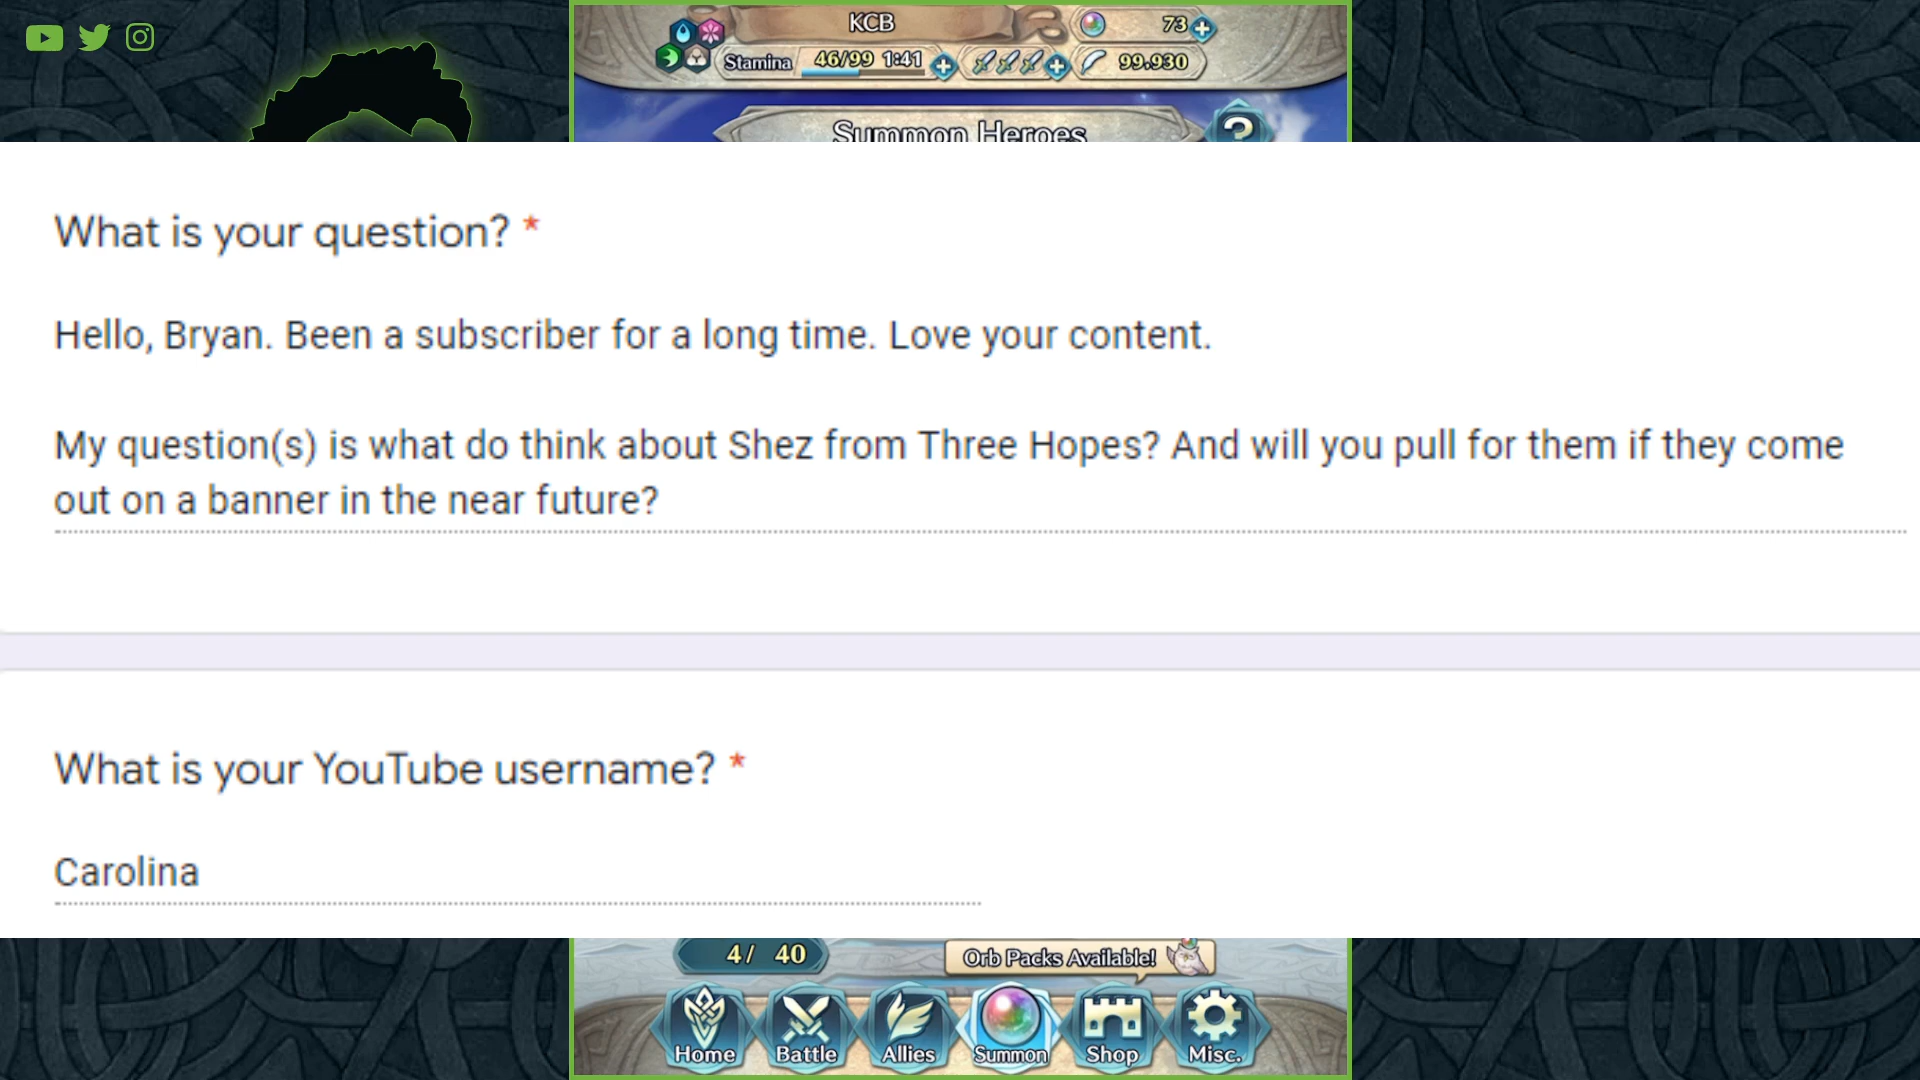 KCB
73
Stamina 46/99 1:41
99,930
Summon Heroes
?
What is your question? *
Hello, Bryan. Been a subscriber for a long time. Love your content.
My question(s) is what do think about Shez from Three Hopes? And will you pull for them if they come
out on a banner in the near future?
What is your YouTube username? *
Carolina
4/ 40
Orb Packs Available!
Home Battle Allies Summon Shop Misc.